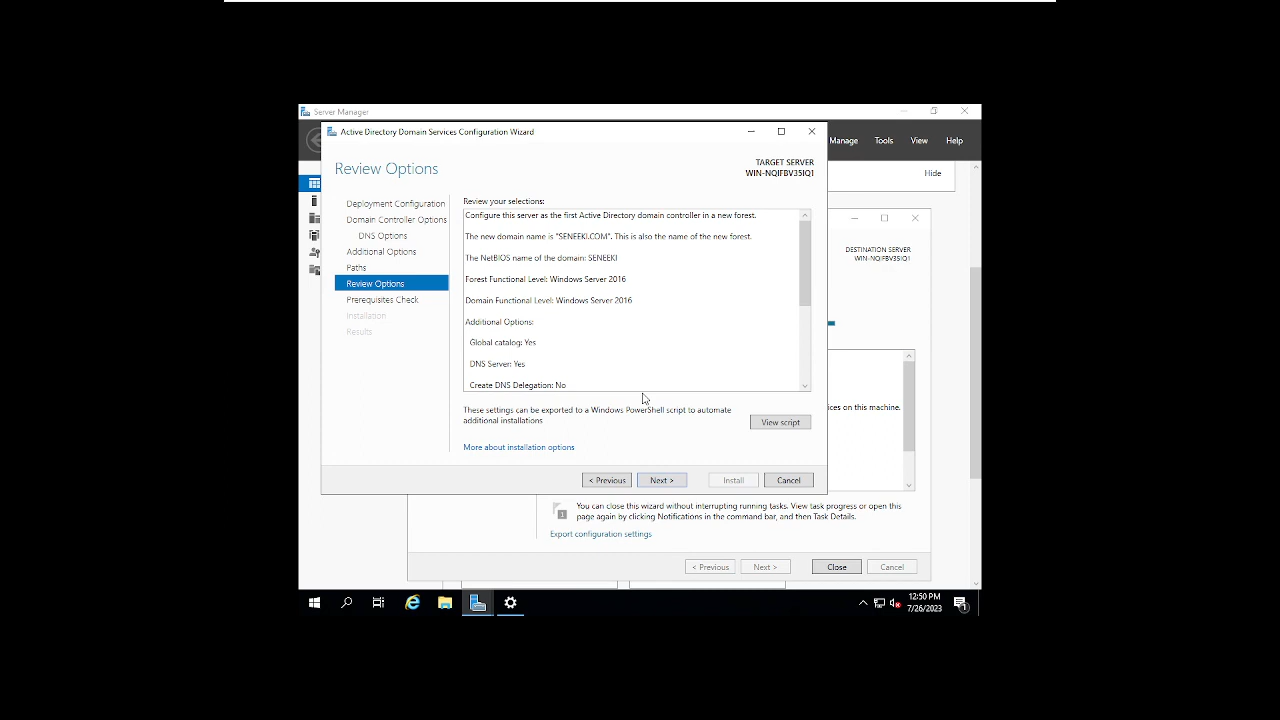 Server Manager
Active Directory Domain Services Configuration Wizard
Manage
Tools
View
Help
Review Options
TARGET SERVER
WIN-NQIFBV35IQ1
Hide
Deployment Configuration
Domain Controller Options
DNS Options
Additional Options
Paths
Review Options
Prerequisites Check
Installation
Results
Review your selections:
Configure this server as the first Active Directory domain controller in a new forest.
The new domain name is "SENEEKI.COM". This is also the name of the new forest.
The NetBIOS name of the domain: SENEEKI
Forest Functional Level: Windows Server 2016
Domain Functional Level: Windows Server 2016
Additional Options:
Global catalog: Yes
DNS Server: Yes
Create DNS Delegation: No
These settings can be exported to a Windows PowerShell script to automate
additional installations
View script
More about installation options
< Previous
Next >
Install
Cancel
DESTINATION SERVER
WIN-NQIFBV35IQ1
ices on this machine.
You can close this wizard without interrupting running tasks. View task progress or open this
page again by clicking Notifications in the command bar, and then Task Details.
Export configuration settings
< Previous
Next >
Close
Cancel
12:50 PM
7/26/2023
1